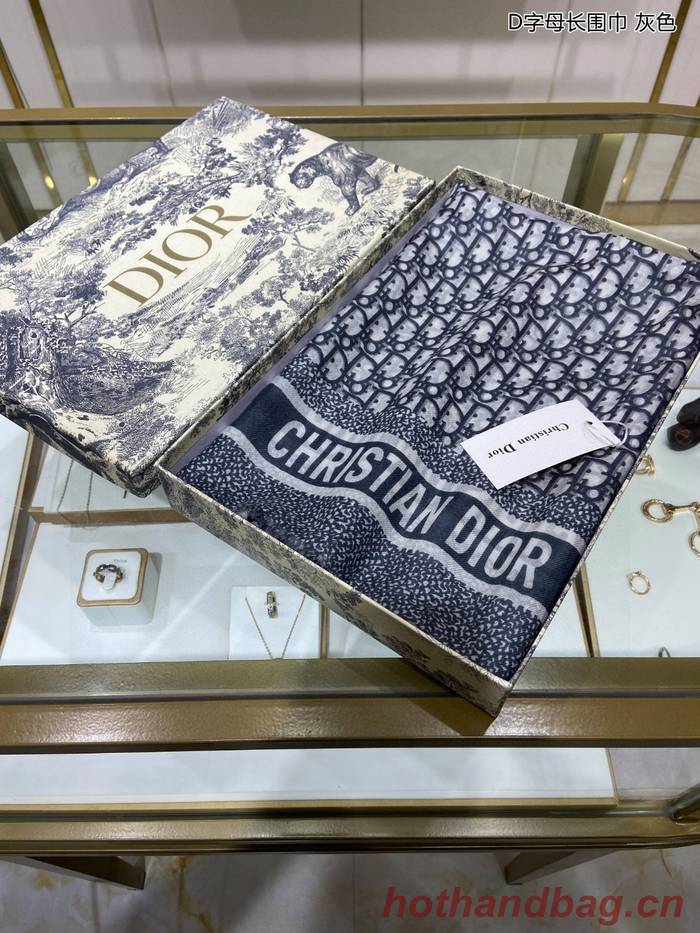 D字母长围巾 灰色
DIOR
Christian Dior
CHRISTIAN DIOR
hothandbag.cn